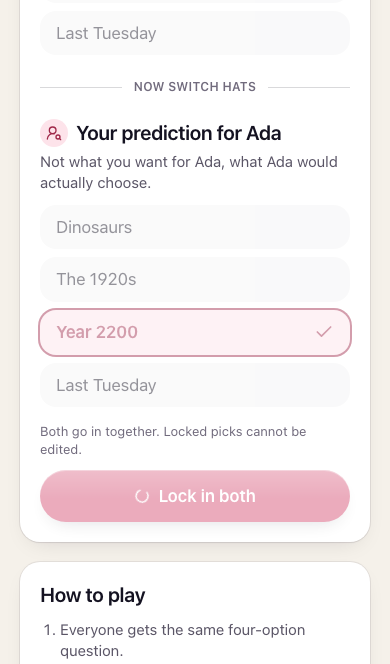 Last Tuesday
NOW SWITCH HATS
Your prediction for Ada
Not what you want for Ada, what Ada would
actually choose.
Dinosaurs
The 1920s
Year 2200
Last Tuesday
Both go in together. Locked picks cannot be
edited.
Lock in both
How to play
1. Everyone gets the same four-option
question.